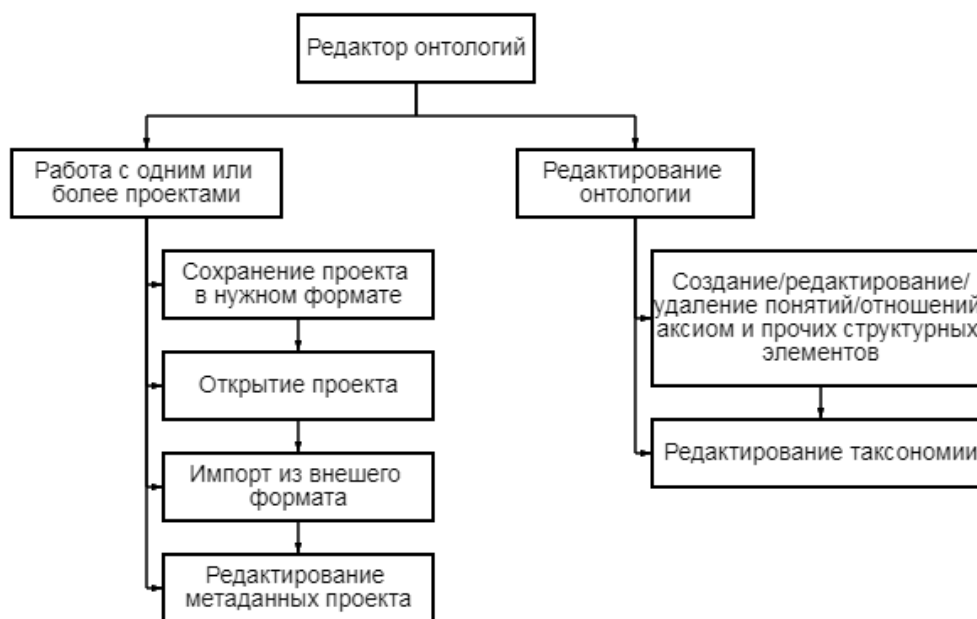 Редактор онтологий
Работа с одним или
более проектами
Редактирование
онтологии
Сохранение проекта
в нужном формате
Создание/редактирование/
удаление понятий/отношений
аксиом и прочих структурных
элементов
Открытие проекта
Редактирование таксономии
Импорт из внешего
формата
Редактирование
метаданных проекта